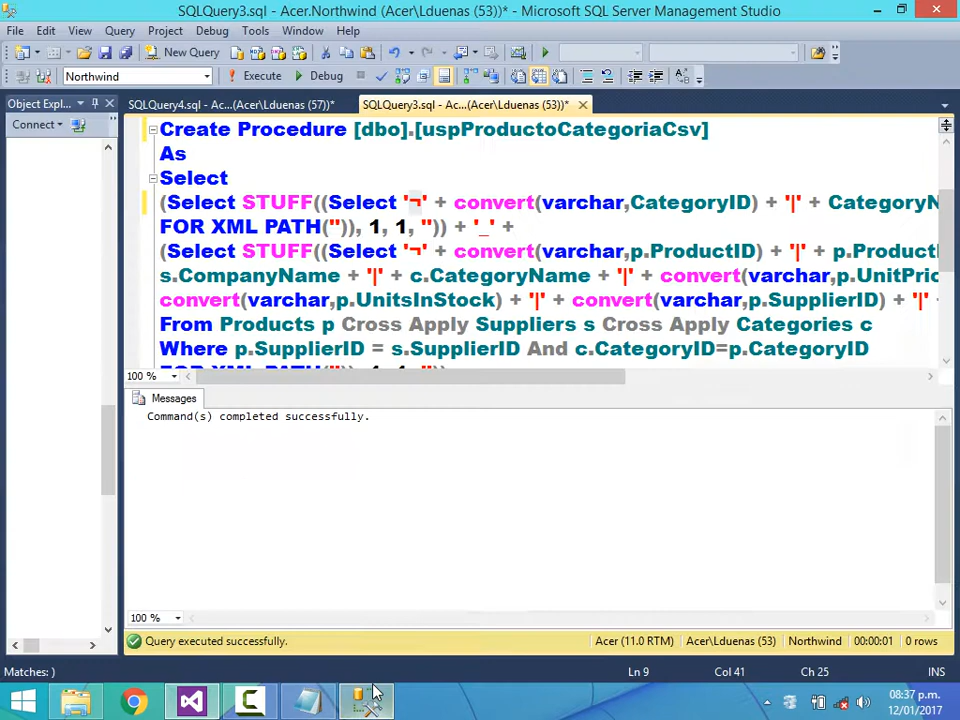 SQLQuery3.sql - Acer.Northwind (Acer\Lduenas (53))* - Microsoft SQL Server Management Studio
File Edit View Query Project Debug Tools Window Help
New Query
Northwind Execute Debug
Object Expl... SQLQuery4.sql - Ac...(Acer\Lduenas (57))* SQLQuery3.sql - Ac...(Acer\Lduenas (53))*
Connect
Create Procedure [dbo].[uspProductoCategoriaCsv]
As
Select
(Select STUFF((Select '¬' + convert(varchar,CategoryID) + '|' + CategoryN
FOR XML PATH('')), 1, 1, '')) + '_' +
(Select STUFF((Select '¬' + convert(varchar,p.ProductID) + '|' + p.Product
s.CompanyName + '|' + c.CategoryName + '|' + convert(varchar,p.UnitPric
convert(varchar,p.UnitsInStock) + '|' + convert(varchar,p.SupplierID) + '|'
From Products p Cross Apply Suppliers s Cross Apply Categories c
Where p.SupplierID = s.SupplierID And c.CategoryID=p.CategoryID
FOR XML PATH('')), 1, 1, ''))
100 %
Messages
Command(s) completed successfully.
100 %
Query executed successfully. Acer (11.0 RTM) Acer\Lduenas (53) Northwind 00:00:01 0 rows
Matches: ) Ln 9 Col 41 Ch 25 INS
08:37 p.m.
12/01/2017